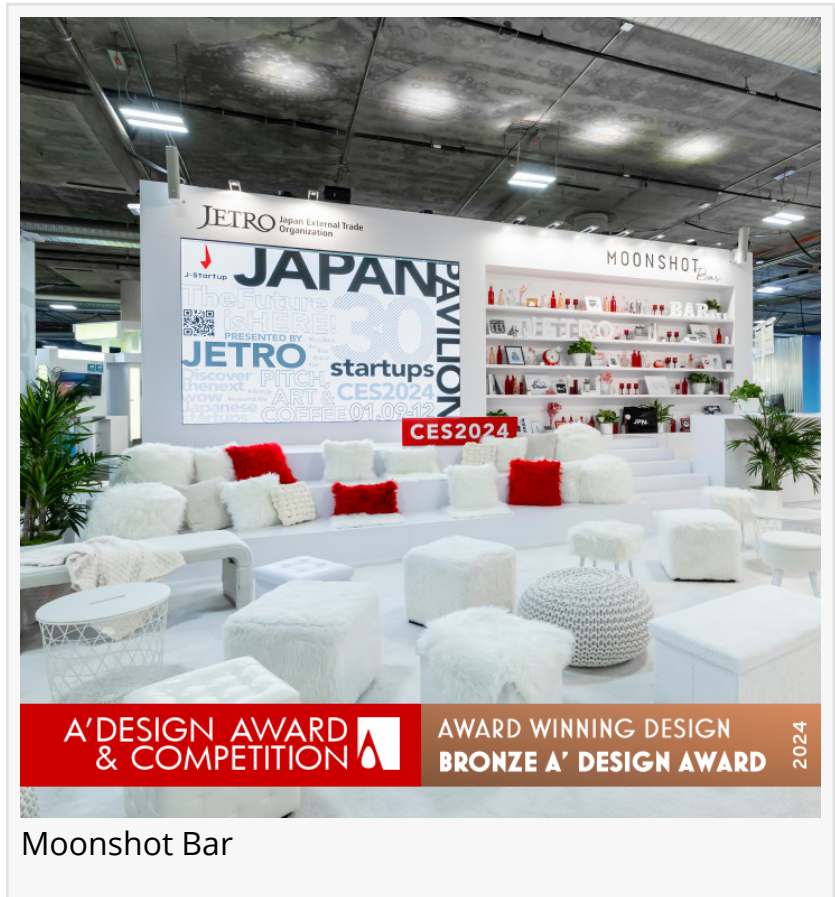 JETRO Japan External Trade
Organization
MOONSHOT
Bar
J-Startup
JAPAN
PAVILION
The Future
is HERE!
30
PRESENTED BY
JETRO
startups
Discover
thenext
wow
Japanese
startups
PITCH,
ART &
COFFEE
CES2024
01.09-12
BAR
JETRO
JPN
CES2024
A'DESIGN AWARD
& COMPETITION
AWARD WINNING DESIGN
BRONZE A' DESIGN AWARD
2024
Moonshot Bar